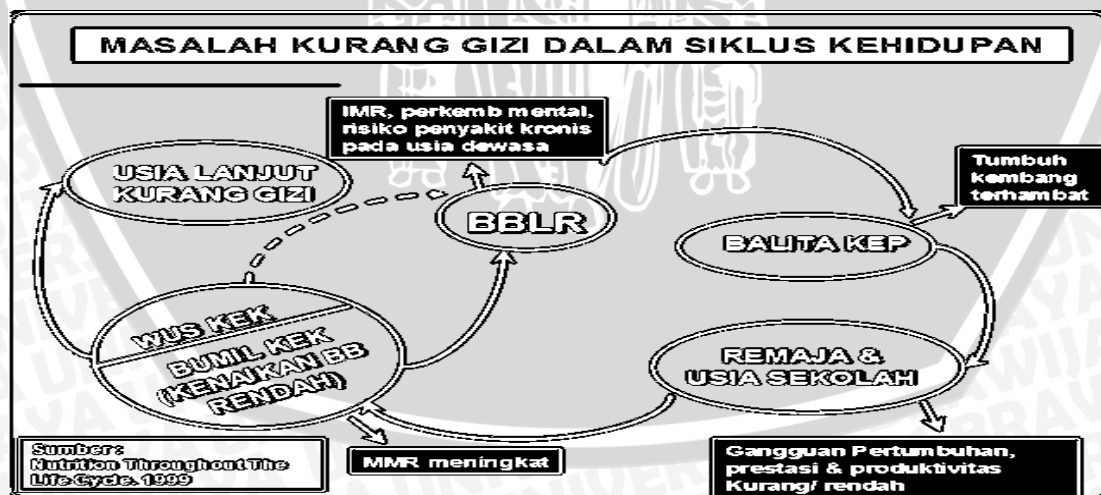 MASALAH KURANG GIZI DALAM SIKLUS KEHIDUPAN
IMR, perkemb mental,
risiko penyakit kronis
pada usia dewasa
USIA LANJUT
KURANG GIZI
Tumbuh
kembang
terhambat
BBLR
BALITA KEP
WUS KEK
BUMIL KEK
(KENAIKAN BB
RENDAH)
REMAJA &
USIA SEKOLAH
Sumber:
Nutrition Throughout The
Life Cycle. 1999
MMR meningkat
Gangguan Pertumbuhan,
prestasi & produktivitas
Kurang/ rendah